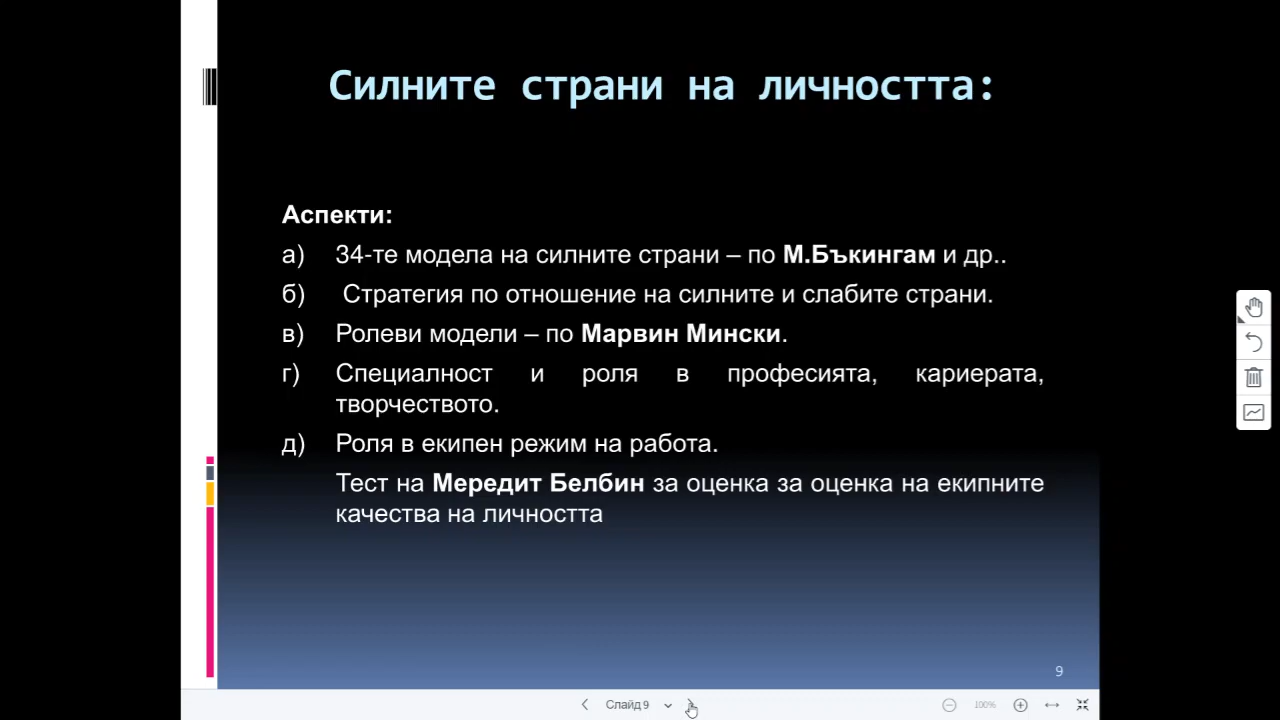 Силните страни на личността:
Аспекти:
а) 34-те модела на силните страни – по М.Бъкингам и др..
б) Стратегия по отношение на силните и слабите страни.
в) Ролеви модели – по Марвин Мински.
г) Специалност и роля в професията, кариерата,
творчеството.
д) Роля в екипен режим на работа.
Тест на Мередит Белбин за оценка за оценка на екипните
качества на личността
9
Слайд 9
100%